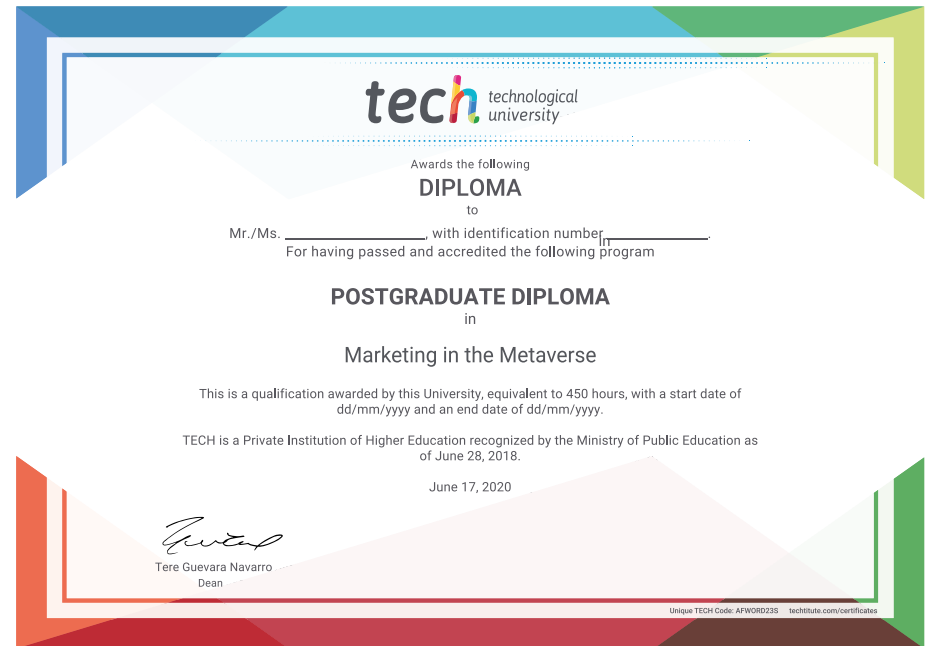 tech technological
university
Awards the following
DIPLOMA
to
Mr./Ms. ____________________, with identification number______________.
In
For having passed and accredited the following program
POSTGRADUATE DIPLOMA
in
Marketing in the Metaverse
This is a qualification awarded by this University, equivalent to 450 hours, with a start date of
dd/mm/yyyy and an end date of dd/mm/yyyy.
TECH is a Private Institution of Higher Education recognized by the Ministry of Public Education as
of June 28, 2018.
June 17, 2020
Tere Guevara Navarro
Dean
Unique TECH Code: AFWORD23S techtitute.com/certificates